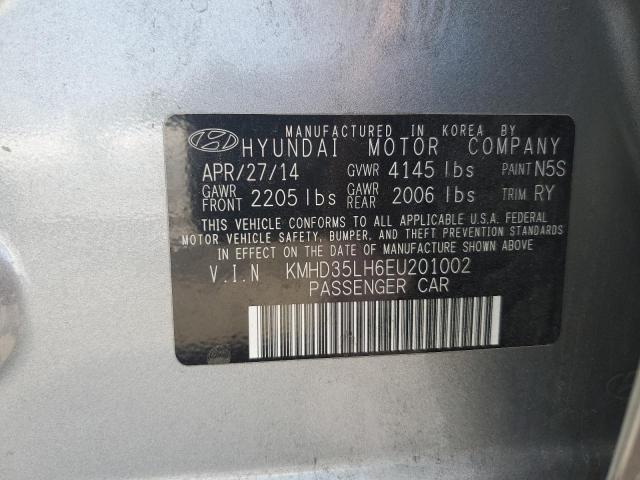 MANUFACTURED IN KOREA BY
HYUNDAI MOTOR COMPANY
APR/27/14 GVWR 4145 lbs PAINT N5S
GAWR FRONT 2205 lbs GAWR REAR 2006 lbs TRIM RY
THIS VEHICLE CONFORMS TO ALL APPLICABLE U.S.A. FEDERAL
MOTOR VEHICLE SAFETY, BUMPER, AND THEFT PREVENTION STANDARDS
IN EFFECT ON THE DATE OF MANUFACTURE SHOWN ABOVE.
V.I.N KMHD35LH6EU201002
PASSENGER CAR